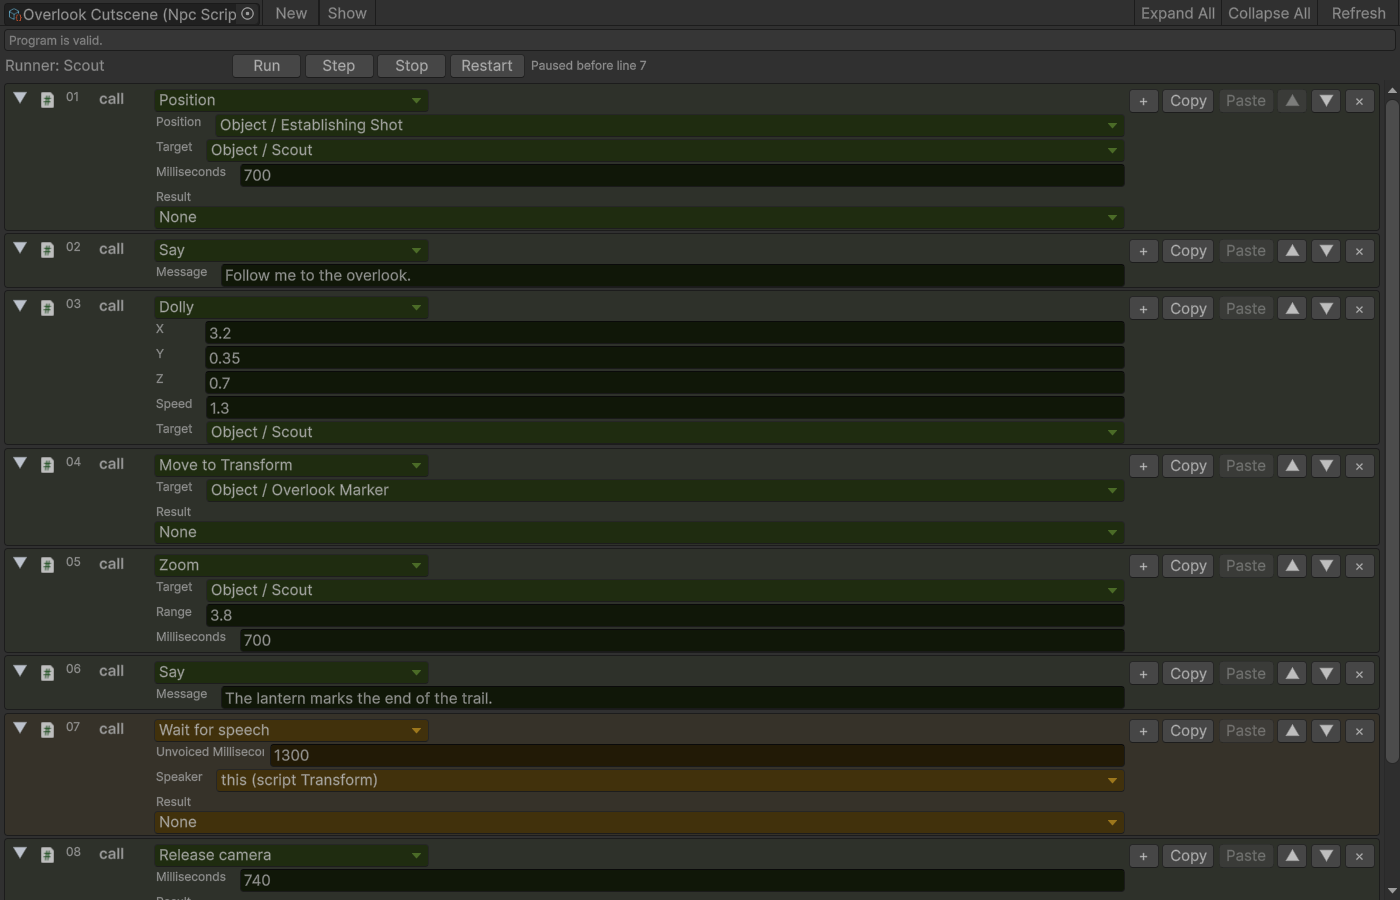 Overlook Cutscene (Npc Scrip New Show Expand All Collapse All Refresh
Program is valid.
Runner: Scout Run Step Stop Restart Paused before line 7
01 call Position + Copy Paste ▲ ▼ ×
Position Object / Establishing Shot
Target Object / Scout
Milliseconds 700
Result
None
02 call Say + Copy Paste ▲ ▼ ×
Message Follow me to the overlook.
03 call Dolly + Copy Paste ▲ ▼ ×
X 3.2
Y 0.35
Z 0.7
Speed 1.3
Target Object / Scout
04 call Move to Transform + Copy Paste ▲ ▼ ×
Target Object / Overlook Marker
Result
None
05 call Zoom + Copy Paste ▲ ▼ ×
Target Object / Scout
Range 3.8
Milliseconds 700
06 call Say + Copy Paste ▲ ▼ ×
Message The lantern marks the end of the trail.
07 call Wait for speech + Copy Paste ▲ ▼ ×
Unvoiced Millisecor 1300
Speaker this (script Transform)
Result
None
08 call Release camera + Copy Paste ▲ ▼ ×
Milliseconds 740